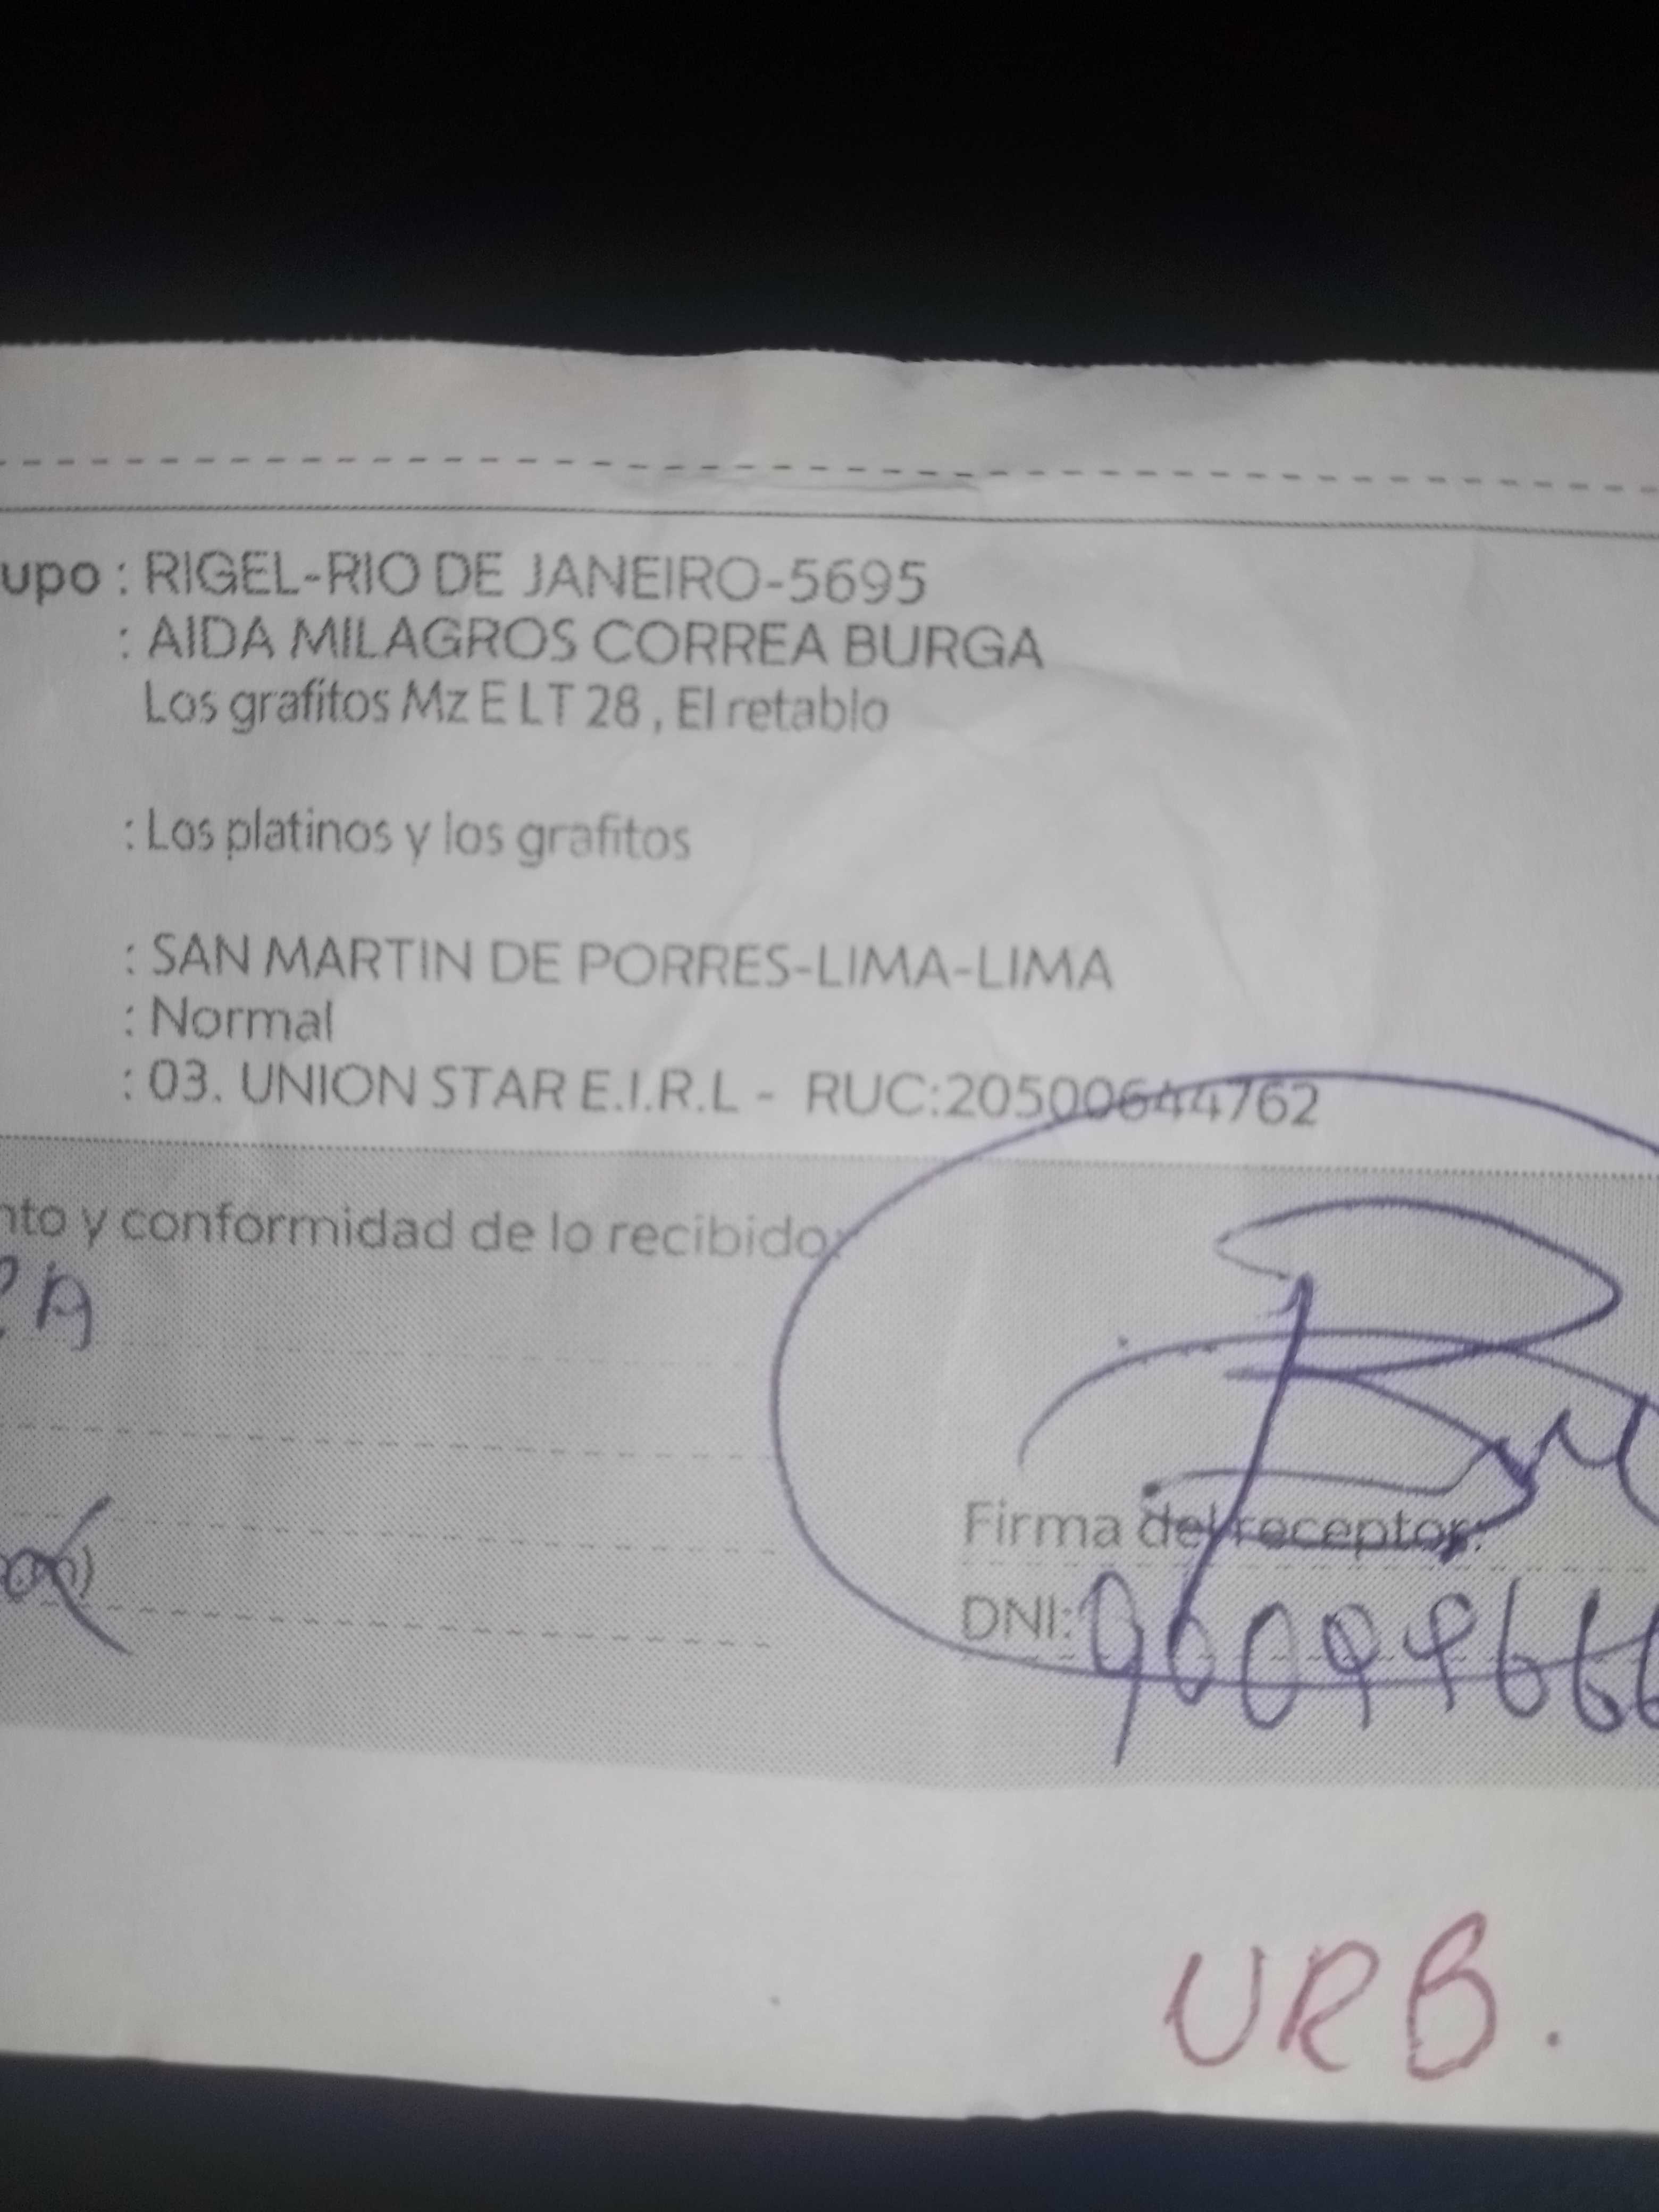 upo : RIGEL-RIO DE JANEIRO-5695
: AIDA MILAGROS CORREA BURGA
Los grafitos Mz E LT 28 , El retablo
: Los platinos y los grafitos
: SAN MARTIN DE PORRES-LIMA-LIMA
: Normal
: 03. UNION STAR E.I.R.L - RUC:20500644762
nto y conformidad de lo recibido:
Firma del receptor:
DNI:
URB.